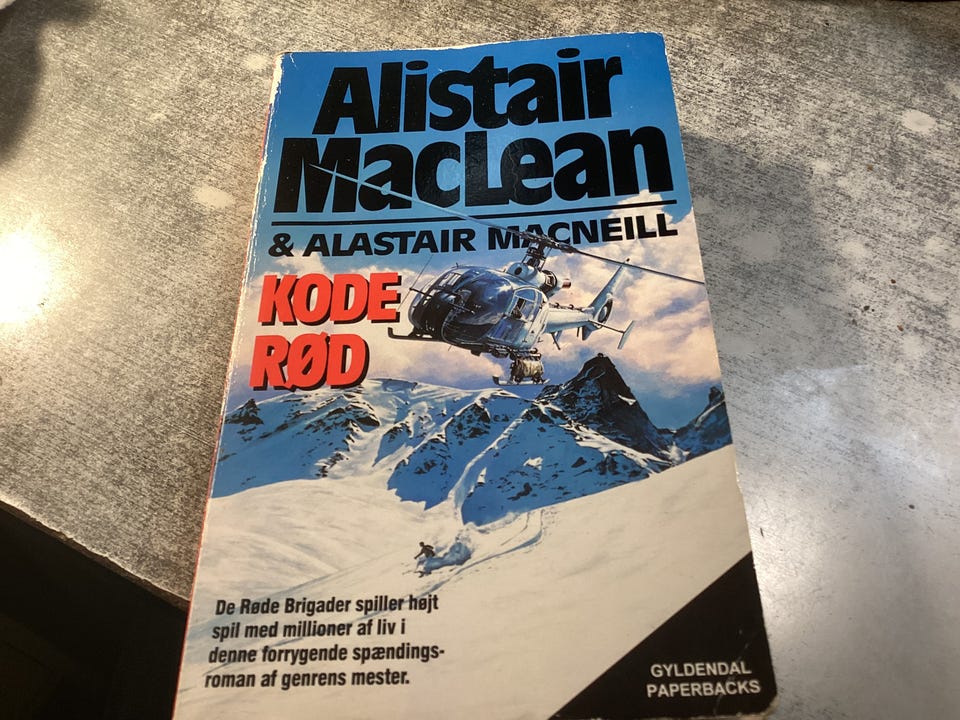 Alistair
MacLean
& ALASTAIR MACNEILL
KODE
RØD
De Røde Brigader spiller højt
spil med millioner af liv i
denne forrygende spændings-
roman af genrens mester.
GYLDENDAL
PAPERBACKS